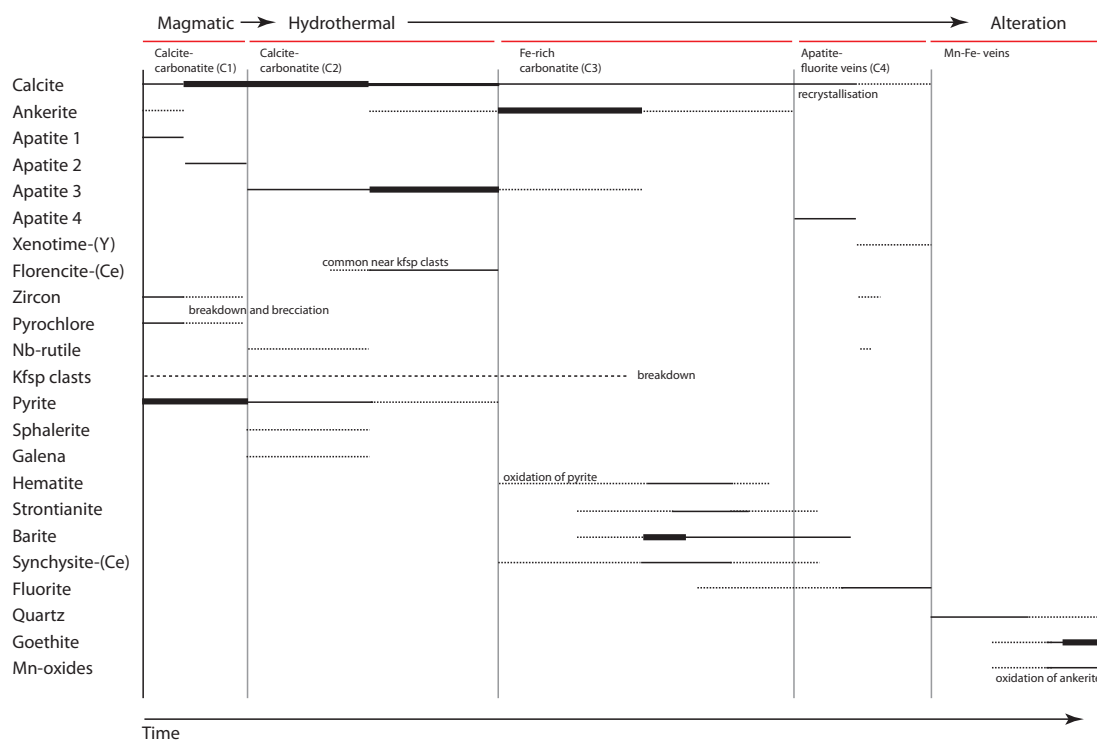 Magmatic
Hydrothermal
Alteration
Calcite-
carbonatite (C1)
Calcite-
carbonatite (C2)
Fe-rich
carbonatite (C3)
Apatite-
fluorite veins (C4)
Mn-Fe- veins
Calcite
recrystallisation
Ankerite
Apatite 1
Apatite 2
Apatite 3
Apatite 4
Xenotime-(Y)
Florencite-(Ce)
common near kfsp clasts
Zircon
breakdown and brecciation
Pyrochlore
Nb-rutile
Kfsp clasts
breakdown
Pyrite
Sphalerite
Galena
Hematite
oxidation of pyrite
Strontianite
Barite
Synchysite-(Ce)
Fluorite
Quartz
Goethite
Mn-oxides
oxidation of ankerite
Time